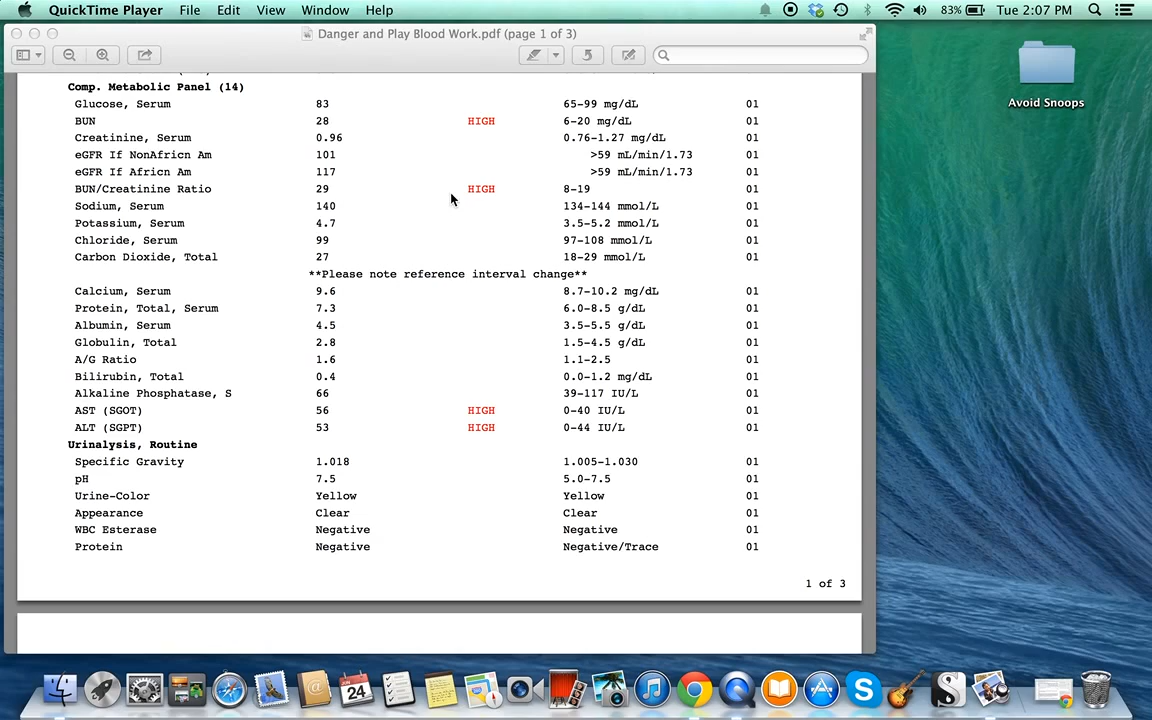 QuickTime Player File Edit View Window Help 83% Tue 2:07 PM
Danger and Play Blood Work.pdf (page 1 of 3)
Avoid Snoops
Comp. Metabolic Panel (14)
Glucose, Serum 83 65-99 mg/dL 01
BUN 28 HIGH 6-20 mg/dL 01
Creatinine, Serum 0.96 0.76-1.27 mg/dL 01
eGFR If NonAfricn Am 101 >59 mL/min/1.73 01
eGFR If Africn Am 117 >59 mL/min/1.73 01
BUN/Creatinine Ratio 29 HIGH 8-19 01
Sodium, Serum 140 134-144 mmol/L 01
Potassium, Serum 4.7 3.5-5.2 mmol/L 01
Chloride, Serum 99 97-108 mmol/L 01
Carbon Dioxide, Total 27 18-29 mmol/L 01
**Please note reference interval change**
Calcium, Serum 9.6 8.7-10.2 mg/dL 01
Protein, Total, Serum 7.3 6.0-8.5 g/dL 01
Albumin, Serum 4.5 3.5-5.5 g/dL 01
Globulin, Total 2.8 1.5-4.5 g/dL 01
A/G Ratio 1.6 1.1-2.5 01
Bilirubin, Total 0.4 0.0-1.2 mg/dL 01
Alkaline Phosphatase, S 66 39-117 IU/L 01
AST (SGOT) 56 HIGH 0-40 IU/L 01
ALT (SGPT) 53 HIGH 0-44 IU/L 01
Urinalysis, Routine
Specific Gravity 1.018 1.005-1.030 01
pH 7.5 5.0-7.5 01
Urine-Color Yellow Yellow 01
Appearance Clear Clear 01
WBC Esterase Negative Negative 01
Protein Negative Negative/Trace 01
1 of 3
24